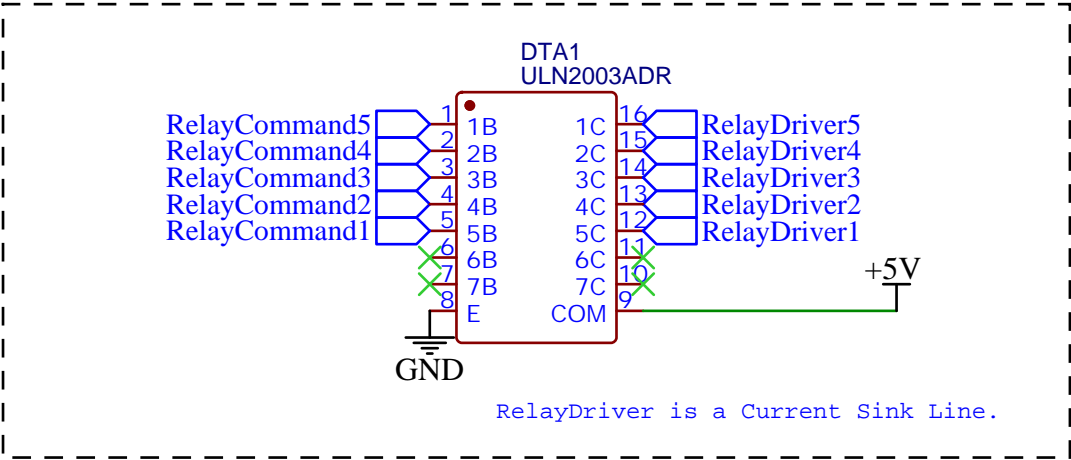 DTA1
ULN2003ADR
RelayCommand5 1 1B 1C 16 RelayDriver5
RelayCommand4 2 2B 2C 15 RelayDriver4
RelayCommand3 3 3B 3C 14 RelayDriver3
RelayCommand2 4 4B 4C 13 RelayDriver2
RelayCommand1 5 5B 5C 12 RelayDriver1
6 6B 6C 11
7 7B 7C 10
8 E COM 9
+5V
GND
RelayDriver is a Current Sink Line.